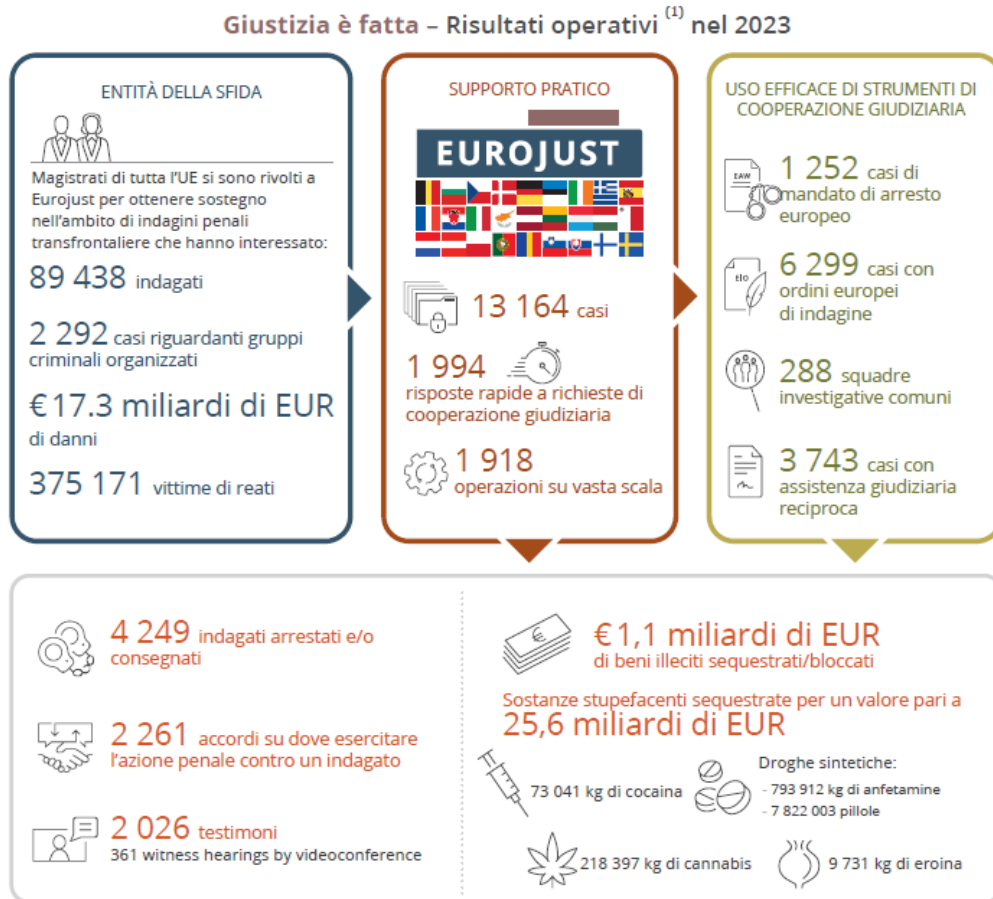 Giustizia è fatta – Risultati operativi (1) nel 2023
ENTITÀ DELLA SFIDA
Magistrati di tutta l'UE si sono rivolti a
Eurojust per ottenere sostegno
nell'ambito di indagini penali
transfrontaliere che hanno interessato:
89 438 indagati
2 292 casi riguardanti gruppi
criminali organizzati
€ 17.3 miliardi di EUR
di danni
375 171 vittime di reati
SUPPORTO PRATICO
EUROJUST
13 164 casi
1 994
risposte rapide a richieste di
cooperazione giudiziaria
1 918
operazioni su vasta scala
USO EFFICACE DI STRUMENTI DI
COOPERAZIONE GIUDIZIARIA
EAW
1 252 casi di
mandato di arresto
europeo
eIo
6 299 casi con
ordini europei
di indagine
288 squadre
investigative comuni
3 743 casi con
assistenza giudiziaria
reciproca
4 249 indagati arrestati e/o
consegnati
2 261 accordi su dove esercitare
l'azione penale contro un indagato
2 026 testimoni
361 witness hearings by videoconference
€ 1,1 miliardi di EUR
di beni illeciti sequestrati/bloccati
Sostanze stupefacenti sequestrate per un valore pari a
25,6 miliardi di EUR
73 041 kg di cocaina
Droghe sintetiche:
- 793 912 kg di anfetamine
- 7 822 003 pillole
218 397 kg di cannabis
9 731 kg di eroina